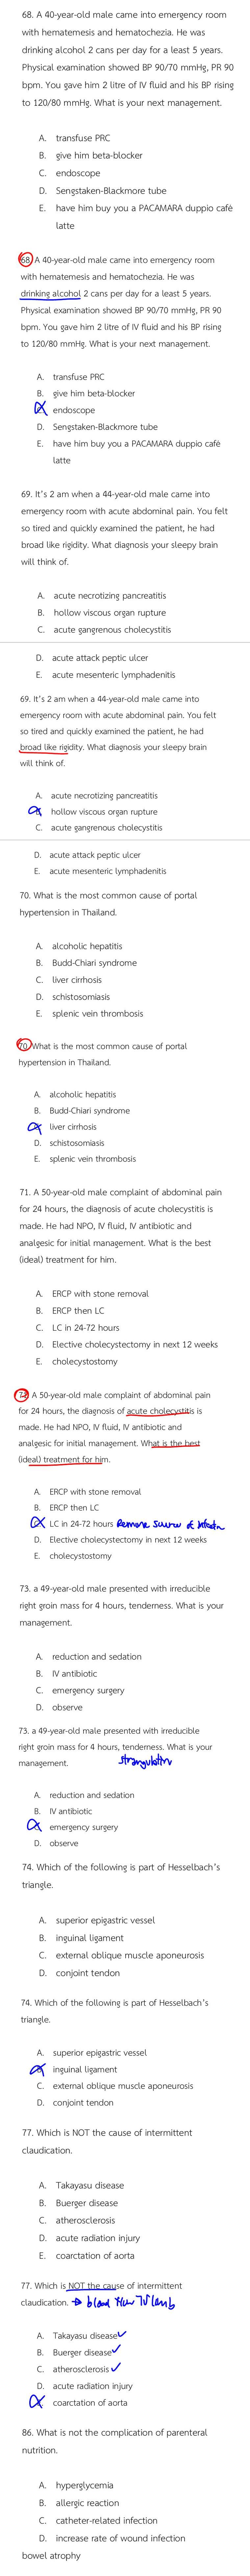 68. A 40-year-old male came into emergency room
with hematemesis and hematochezia. He was
drinking alcohol 2 cans per day for a least 5 years.
Physical examination showed BP 90/70 mmHg, PR 90
bpm. You gave him 2 litre of IV fluid and his BP rising
to 120/80 mmHg. What is your next management.
A. transfuse PRC
B. give him beta-blocker
C. endoscope
D. Sengstaken-Blackmore tube
E. have him buy you a PACAMARA duppio cafè
latte
68. A 40-year-old male came into emergency room
with hematemesis and hematochezia. He was
drinking alcohol 2 cans per day for a least 5 years.
Physical examination showed BP 90/70 mmHg, PR 90
bpm. You gave him 2 litre of IV fluid and his BP rising
to 120/80 mmHg. What is your next management.
A. transfuse PRC
B. give him beta-blocker
endoscope
D. Sengstaken-Blackmore tube
E. have him buy you a PACAMARA duppio cafè
latte
69. It's 2 am when a 44-year-old male came into
emergency room with acute abdominal pain. You felt
so tired and quickly examined the patient, he had
broad like rigidity. What diagnosis your sleepy brain
will think of.
A. acute necrotizing pancreatitis
B. hollow viscous organ rupture
C. acute gangrenous cholecystitis
D. acute attack peptic ulcer
E. acute mesenteric lymphadenitis
69. It's 2 am when a 44-year-old male came into
emergency room with acute abdominal pain. You felt
so tired and quickly examined the patient, he had
broad like rigidity. What diagnosis your sleepy brain
will think of.
A. acute necrotizing pancreatitis
hollow viscous organ rupture
C. acute gangrenous cholecystitis
D. acute attack peptic ulcer
E. acute mesenteric lymphadenitis
70. What is the most common cause of portal
hypertension in Thailand.
A. alcoholic hepatitis
B. Budd-Chiari syndrome
C. liver cirrhosis
D. schistosomiasis
E. splenic vein thrombosis
70. What is the most common cause of portal
hypertension in Thailand.
A. alcoholic hepatitis
B. Budd-Chiari syndrome
liver cirrhosis
D. schistosomiasis
E. splenic vein thrombosis
71. A 50-year-old male complaint of abdominal pain
for 24 hours, the diagnosis of acute cholecystitis is
made. He had NPO, IV fluid, IV antibiotic and
analgesic for initial management. What is the best
(ideal) treatment for him.
A. ERCP with stone removal
B. ERCP then LC
C. LC in 24-72 hours
D. Elective cholecystectomy in next 12 weeks
E. cholecystostomy
71. A 50-year-old male complaint of abdominal pain
for 24 hours, the diagnosis of acute cholecystitis is
made. He had NPO, IV fluid, IV antibiotic and
analgesic for initial management. What is the best
(ideal) treatment for him.
A. ERCP with stone removal
B. ERCP then LC
LC in 24-72 hours Remove source of infection
D. Elective cholecystectomy in next 12 weeks
E. cholecystostomy
73. a 49-year-old male presented with irreducible
right groin mass for 4 hours, tenderness. What is your
management.
A. reduction and sedation
B. IV antibiotic
C. emergency surgery
D. observe
73. a 49-year-old male presented with irreducible
right groin mass for 4 hours, tenderness. What is your
management. strangulation
A. reduction and sedation
B. IV antibiotic
emergency surgery
D. observe
74. Which of the following is part of Hesselbach's
triangle.
A. superior epigastric vessel
B. inguinal ligament
C. external oblique muscle aponeurosis
D. conjoint tendon
74. Which of the following is part of Hesselbach's
triangle.
A. superior epigastric vessel
inguinal ligament
C. external oblique muscle aponeurosis
D. conjoint tendon
77. Which is NOT the cause of intermittent
claudication.
A. Takayasu disease
B. Buerger disease
C. atherosclerosis
D. acute radiation injury
E. coarctation of aorta
77. Which is NOT the cause of intermittent
claudication. → blood flow ไม่เลี้ยง
A. Takayasu disease ✓
B. Buerger disease ✓
C. atherosclerosis ✓
D. acute radiation injury
coarctation of aorta
86. What is not the complication of parenteral
nutrition.
A. hyperglycemia
B. allergic reaction
C. catheter-related infection
D. increase rate of wound infection
bowel atrophy